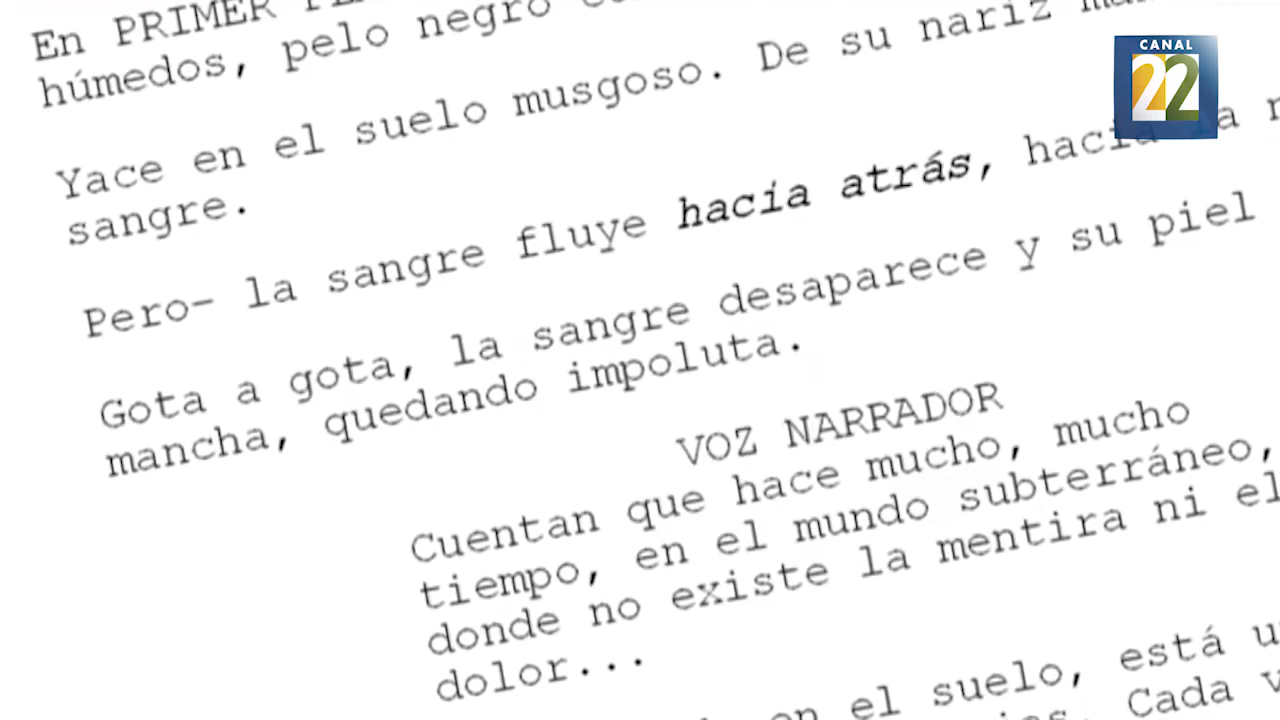 En PRIMER
húmedos, pelo negro
Yace en el suelo musgoso. De su nariz
sangre.
Pero- la sangre fluye hacia atrás, hacia la
Gota a gota, la sangre desaparece y su piel
mancha, quedando impoluta.
VOZ NARRADOR
Cuentan que hace mucho, mucho
tiempo, en el mundo subterráneo,
donde no existe la mentira ni el
dolor...
en el suelo, está
Cada
CANAL
22